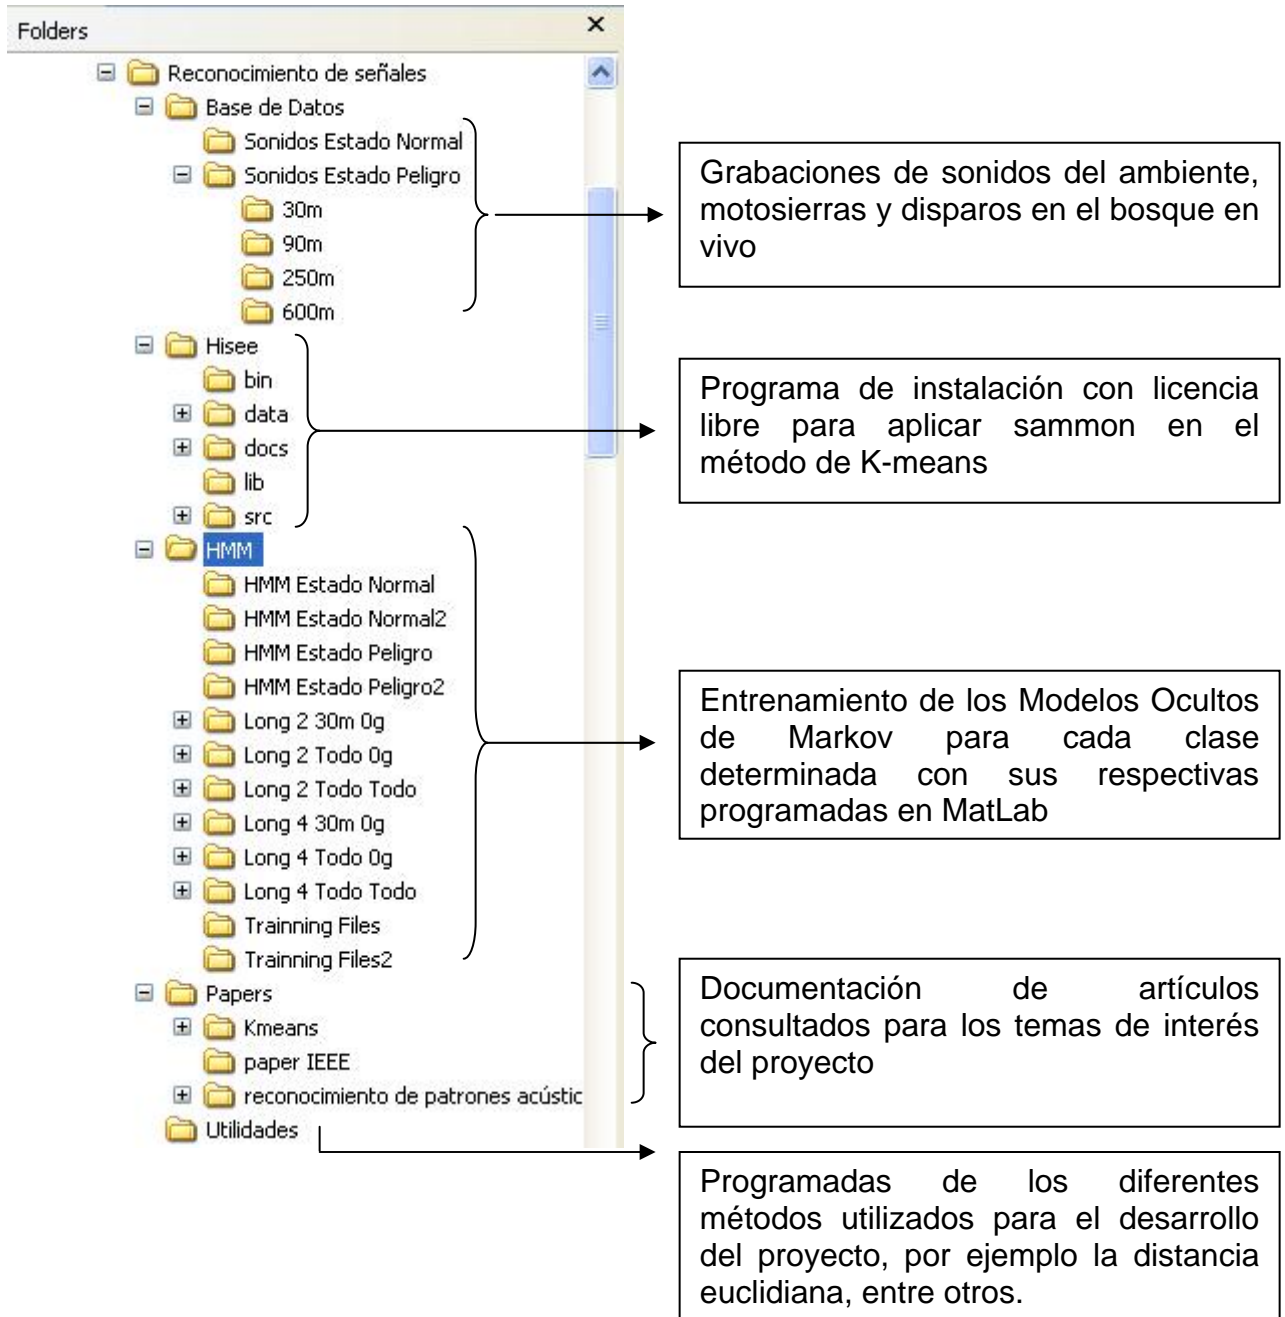 Folders
Reconocimiento de señales
Base de Datos
Sonidos Estado Normal
Sonidos Estado Peligro
30m
90m
250m
600m
Hisee
bin
data
docs
lib
src
HMM
HMM Estado Normal
HMM Estado Normal2
HMM Estado Peligro
HMM Estado Peligro2
Long 2 30m 0g
Long 2 Todo 0g
Long 2 Todo Todo
Long 4 30m 0g
Long 4 Todo 0g
Long 4 Todo Todo
Trainning Files
Trainning Files2
Papers
Kmeans
paper IEEE
reconocimiento de patrones acústic
Utilidades
Grabaciones de sonidos del ambiente,
motosierras y disparos en el bosque en
vivo
Programa de instalación con licencia
libre para aplicar sammon en el
método de K-means
Entrenamiento de los Modelos Ocultos
de Markov para cada clase
determinada con sus respectivas
programadas en MatLab
Documentación de artículos
consultados para los temas de interés
del proyecto
Programadas de los diferentes
métodos utilizados para el desarrollo
del proyecto, por ejemplo la distancia
euclidiana, entre otros.